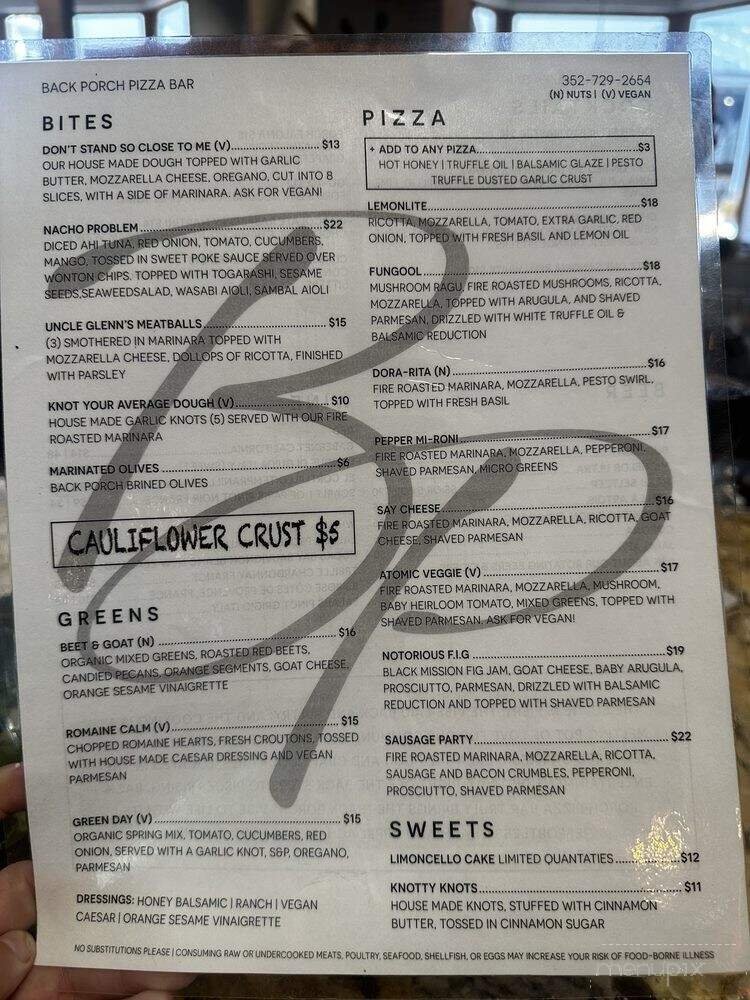 BACK PORCH PIZZA BAR
352-729-2654
(N) NUTS | (V) VEGAN
BITES
DON'T STAND SO CLOSE TO ME (V)........................$13
OUR HOUSE MADE DOUGH TOPPED WITH GARLIC
BUTTER, MOZZARELLA CHEESE, OREGANO, CUT INTO 8
SLICES, WITH A SIDE OF MARINARA. ASK FOR VEGAN!
NACHO PROBLEM........................$22
DICED AHI TUNA, RED ONION, TOMATO, CUCUMBERS,
MANGO, TOSSED IN SWEET POKE SAUCE SERVED OVER
WONTON CHIPS. TOPPED WITH TOGARASHI, SESAME
SEEDS,SEAWEEDSALAD, WASABI AIOLI, SAMBAL AIOLI
UNCLE GLENN'S MEATBALLS........................$15
(3) SMOTHERED IN MARINARA TOPPED WITH
MOZZARELLA CHEESE, DOLLOPS OF RICOTTA, FINISHED
WITH PARSLEY
KNOT YOUR AVERAGE DOUGH (V)........................$10
HOUSE MADE GARLIC KNOTS (5) SERVED WITH OUR FIRE
ROASTED MARINARA
MARINATED OLIVES........................$6
BACK PORCH BRINED OLIVES
CAULIFLOWER CRUST $5
GREENS
BEET & GOAT (N)........................$16
ORGANIC MIXED GREENS, ROASTED RED BEETS,
CANDIED PECANS, ORANGE SEGMENTS, GOAT CHEESE,
ORANGE SESAME VINAIGRETTE
ROMAINE CALM (V)........................$15
CHOPPED ROMAINE HEARTS, FRESH CROUTONS, TOSSED
WITH HOUSE MADE CAESAR DRESSING AND VEGAN
PARMESAN
GREEN DAY (V)........................$15
ORGANIC SPRING MIX, TOMATO, CUCUMBERS, RED
ONION, SERVED WITH A GARLIC KNOT, S&P, OREGANO,
PARMESAN
DRESSINGS: HONEY BALSAMIC | RANCH | VEGAN
CAESAR | ORANGE SESAME VINAIGRETTE
PIZZA
+ ADD TO ANY PIZZA........................$3
HOT HONEY | TRUFFLE OIL | BALSAMIC GLAZE | PESTO
TRUFFLE DUSTED GARLIC CRUST
LEMONLITE........................$18
RICOTTA, MOZZARELLA, TOMATO, EXTRA GARLIC, RED
ONION, TOPPED WITH FRESH BASIL AND LEMON OIL
FUNGOOL........................$18
MUSHROOM RAGU, FIRE ROASTED MUSHROOMS, RICOTTA,
MOZZARELLA, TOPPED WITH ARUGULA, AND SHAVED
PARMESAN, DRIZZLED WITH WHITE TRUFFLE OIL &
BALSAMIC REDUCTION
DORA-RITA (N)........................$16
FIRE ROASTED MARINARA, MOZZARELLA, PESTO SWIRL,
TOPPED WITH FRESH BASIL
PEPPER MI-RONI........................$17
FIRE ROASTED MARINARA, MOZZARELLA, PEPPERONI,
SHAVED PARMESAN, MICRO GREENS
SAY CHEESE........................$16
FIRE ROASTED MARINARA, MOZZARELLA, RICOTTA, GOAT
CHEESE, SHAVED PARMESAN
ATOMIC VEGGIE (V)........................$17
FIRE ROASTED MARINARA, MOZZARELLA, MUSHROOM,
BABY HEIRLOOM TOMATO, MIXED GREENS, TOPPED WITH
SHAVED PARMESAN. ASK FOR VEGAN!
NOTORIOUS F.I.G........................$19
BLACK MISSION FIG JAM, GOAT CHEESE, BABY ARUGULA,
PROSCIUTTO, PARMESAN, DRIZZLED WITH BALSAMIC
REDUCTION AND TOPPED WITH SHAVED PARMESAN
SAUSAGE PARTY........................$22
FIRE ROASTED MARINARA, MOZZARELLA, RICOTTA,
SAUSAGE AND BACON CRUMBLES, PEPPERONI,
PROSCIUTTO, SHAVED PARMESAN
SWEETS
LIMONCELLO CAKE LIMITED QUANTATIES................$12
KNOTTY KNOTS........................$11
HOUSE MADE KNOTS, STUFFED WITH CINNAMON
BUTTER, TOSSED IN CINNAMON SUGAR
NO SUBSTITUTIONS PLEASE | CONSUMING RAW OR UNDERCOOKED MEATS, POULTRY, SEAFOOD, SHELLFISH, OR EGGS MAY INCREASE YOUR RISK OF FOOD-BORNE ILLNESS
menupix